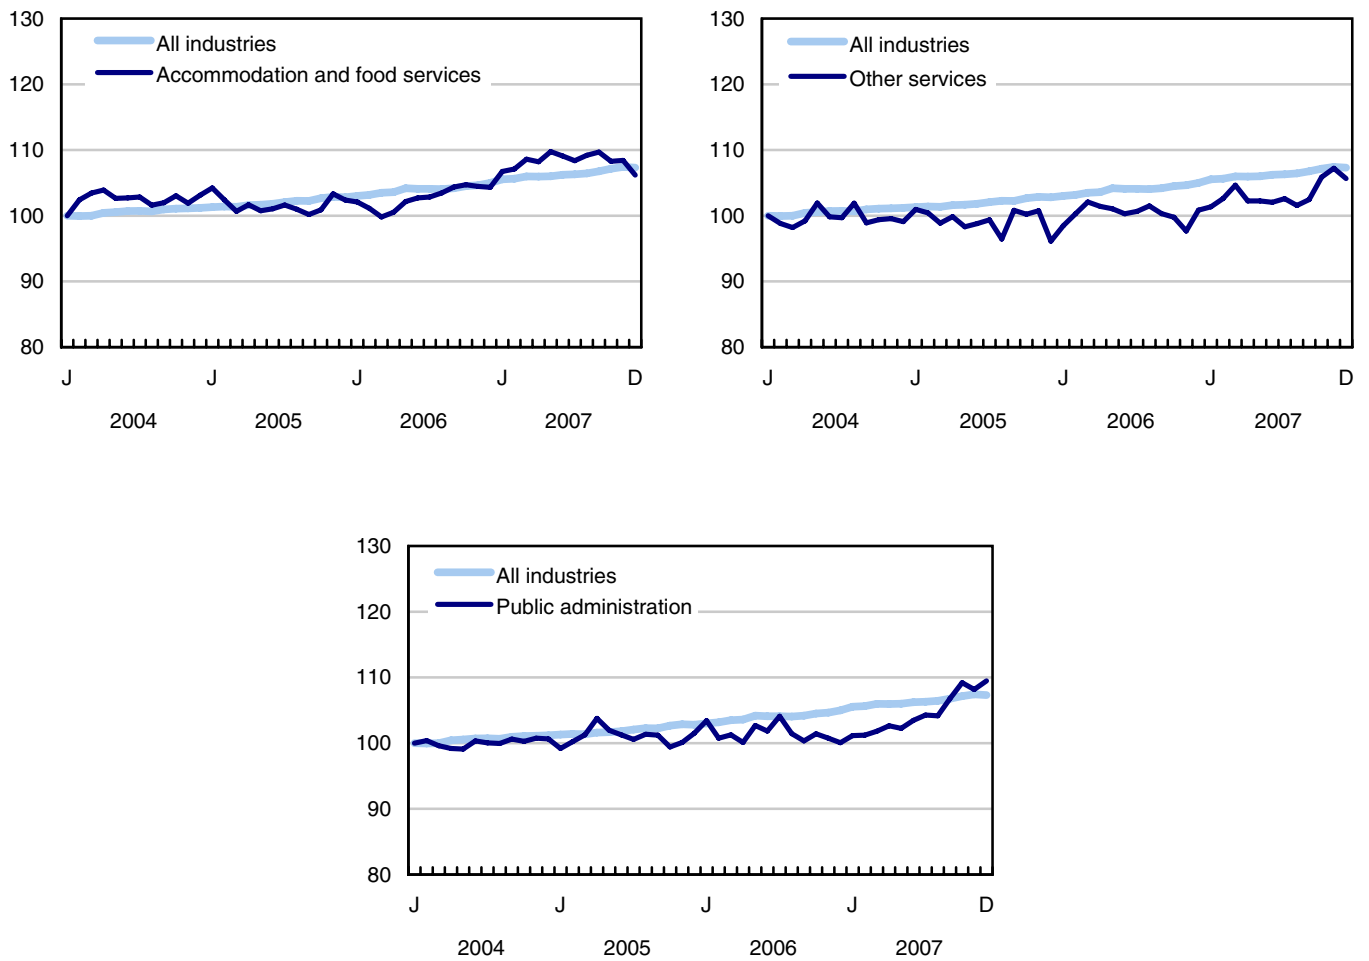 130
120
110
100
90
80
All industries
Accommodation and food services
J J J J D
2004 2005 2006 2007
130
120
110
100
90
80
All industries
Other services
J J J J D
2004 2005 2006 2007
130
120
110
100
90
80
All industries
Public administration
J J J J D
2004 2005 2006 2007